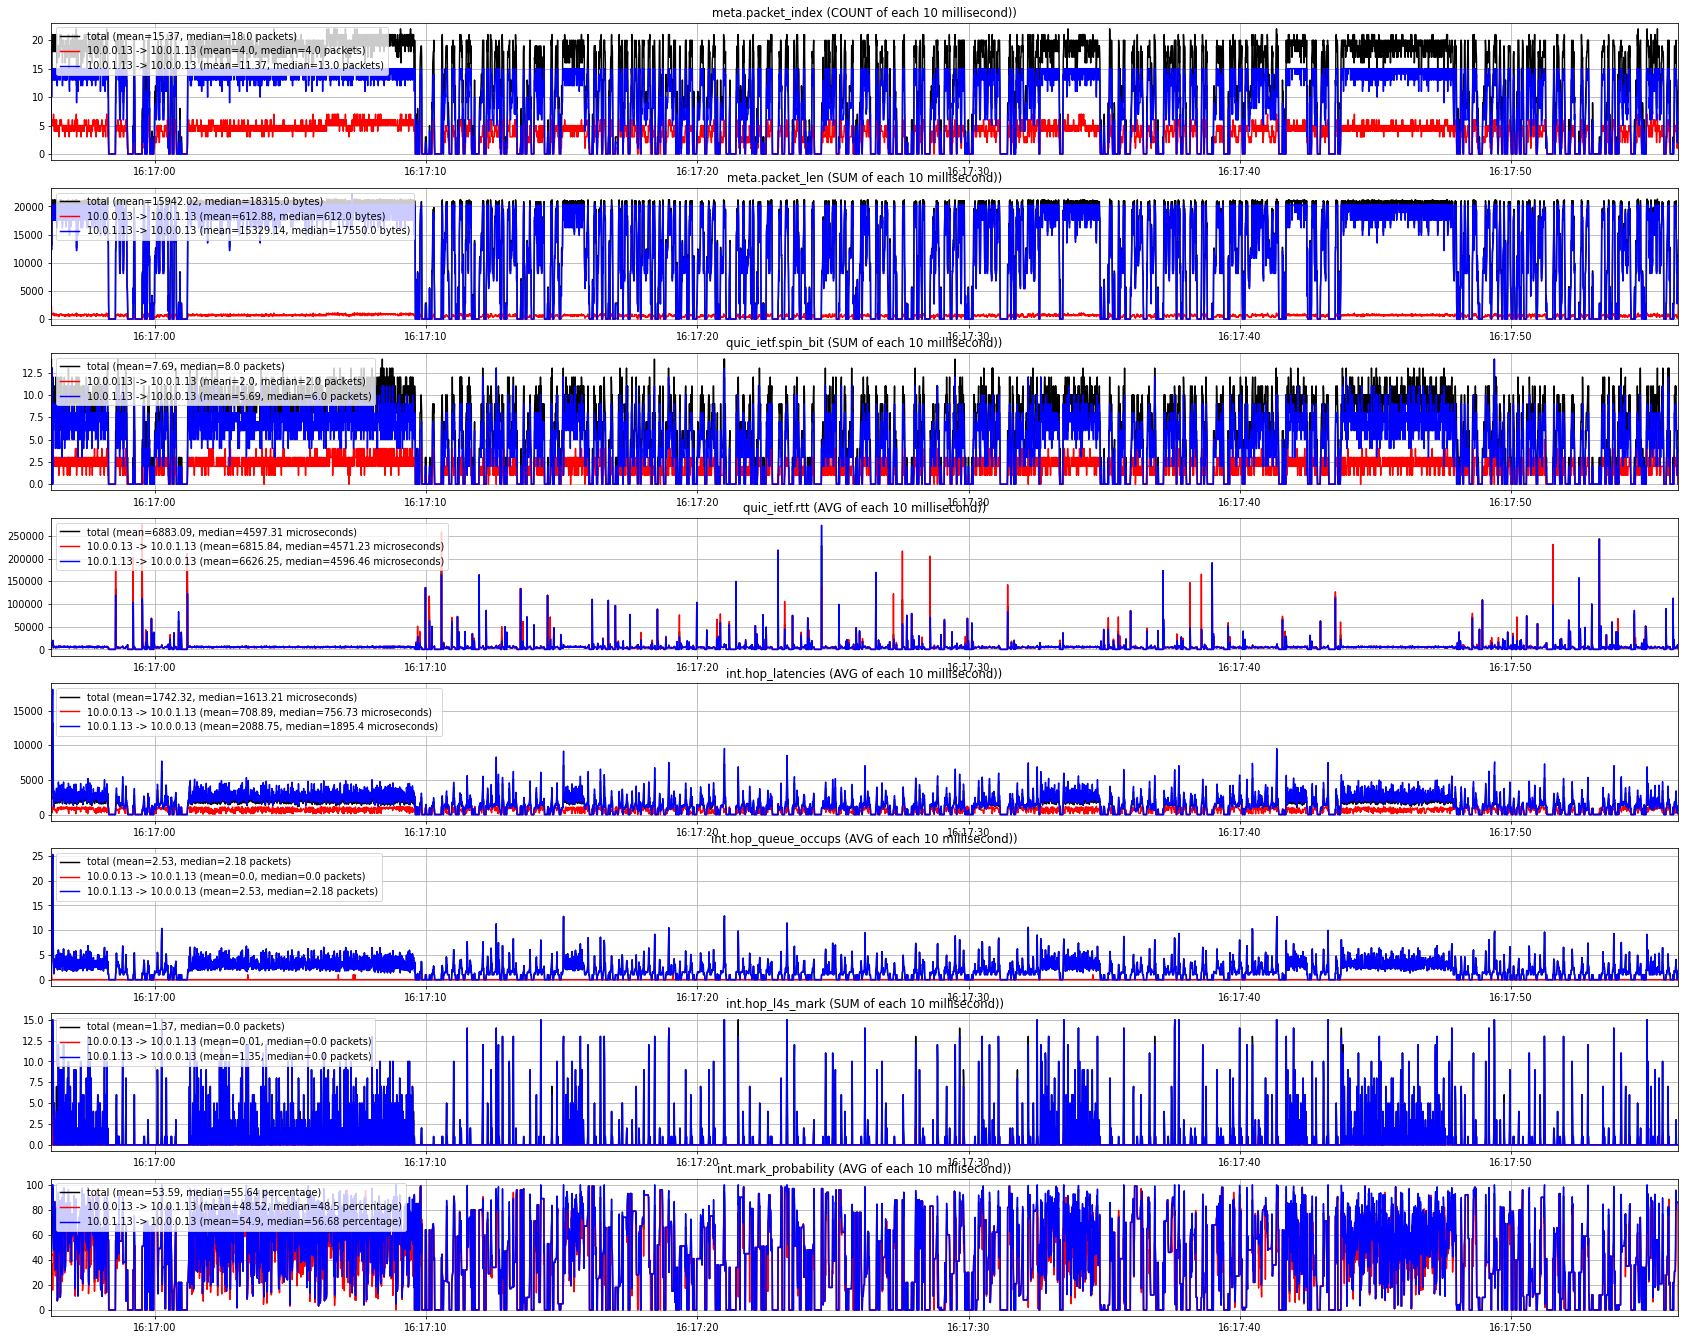 meta.packet_index (COUNT of each 10 millisecond))
total (mean=15.37, median=18.0 packets)
10.0.0.13 -> 10.0.1.13 (mean=4.0, median=4.0 packets)
10.0.1.13 -> 10.0.0.13 (mean=11.37, median=13.0 packets)
20
15
10
5
0
16:17:00 16:17:10 16:17:20 16:17:30 16:17:40 16:17:50
meta.packet_len (SUM of each 10 millisecond))
total (mean=15942.02, median=18315.0 bytes)
10.0.0.13 -> 10.0.1.13 (mean=612.88, median=612.0 bytes)
10.0.1.13 -> 10.0.0.13 (mean=15329.14, median=17550.0 bytes)
20000
15000
10000
5000
0
16:17:00 16:17:10 16:17:20 16:17:30 16:17:40 16:17:50
quic_ietf.spin_bit (SUM of each 10 millisecond))
total (mean=7.69, median=8.0 packets)
10.0.0.13 -> 10.0.1.13 (mean=2.0, median=2.0 packets)
10.0.1.13 -> 10.0.0.13 (mean=5.69, median=6.0 packets)
12.5
10.0
7.5
5.0
2.5
0.0
16:17:00 16:17:10 16:17:20 16:17:30 16:17:40 16:17:50
quic_ietf.rtt (AVG of each 10 millisecond))
total (mean=6883.09, median=4597.31 microseconds)
10.0.0.13 -> 10.0.1.13 (mean=6815.84, median=4571.23 microseconds)
10.0.1.13 -> 10.0.0.13 (mean=6626.25, median=4596.46 microseconds)
250000
200000
150000
100000
50000
0
16:17:00 16:17:10 16:17:20 16:17:30 16:17:40 16:17:50
int.hop_latencies (AVG of each 10 millisecond))
total (mean=1742.32, median=1613.21 microseconds)
10.0.0.13 -> 10.0.1.13 (mean=708.89, median=756.73 microseconds)
10.0.1.13 -> 10.0.0.13 (mean=2088.75, median=1895.4 microseconds)
15000
10000
5000
0
16:17:00 16:17:10 16:17:20 16:17:30 16:17:40 16:17:50
int.hop_queue_occups (AVG of each 10 millisecond))
total (mean=2.53, median=2.18 packets)
10.0.0.13 -> 10.0.1.13 (mean=0.0, median=0.0 packets)
10.0.1.13 -> 10.0.0.13 (mean=2.53, median=2.18 packets)
25
20
15
10
5
0
16:17:00 16:17:10 16:17:20 16:17:30 16:17:40 16:17:50
int.hop_l4s_mark (SUM of each 10 millisecond))
total (mean=1.37, median=0.0 packets)
10.0.0.13 -> 10.0.1.13 (mean=0.01, median=0.0 packets)
10.0.1.13 -> 10.0.0.13 (mean=1.35, median=0.0 packets)
15.0
12.5
10.0
7.5
5.0
2.5
0.0
16:17:00 16:17:10 16:17:20 16:17:30 16:17:40 16:17:50
int.mark_probability (AVG of each 10 millisecond))
total (mean=53.59, median=55.64 percentage)
10.0.0.13 -> 10.0.1.13 (mean=48.52, median=48.5 percentage)
10.0.1.13 -> 10.0.0.13 (mean=54.9, median=56.68 percentage)
100
80
60
40
20
0
16:17:00 16:17:10 16:17:20 16:17:30 16:17:40 16:17:50